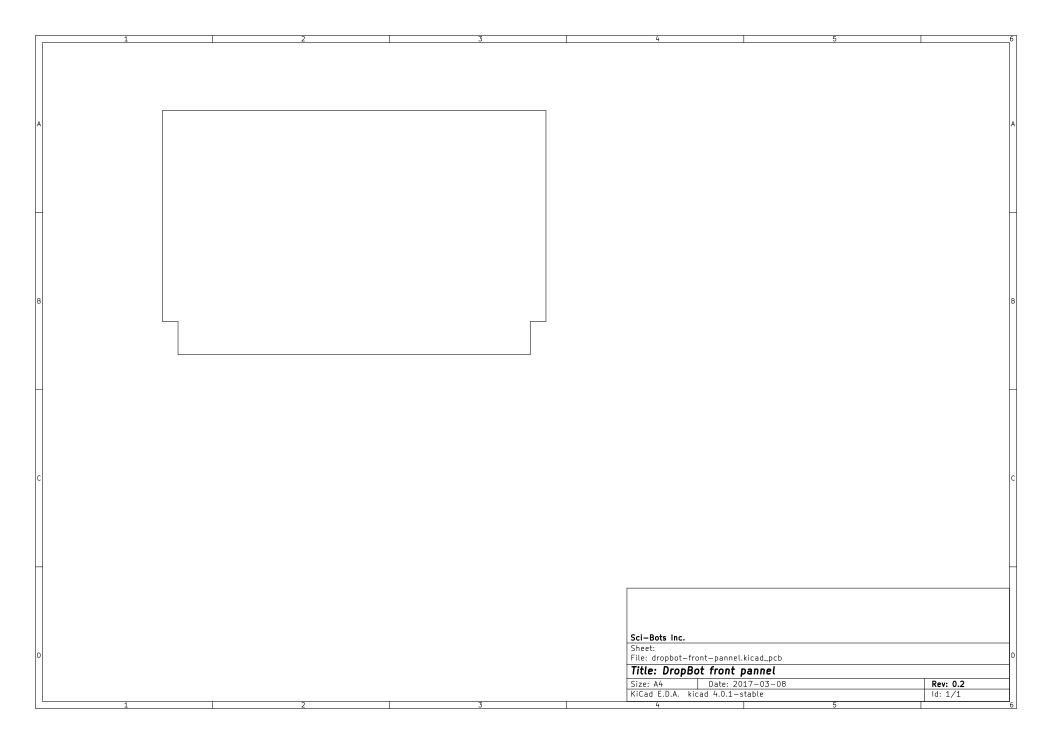 1 2 3 4 5 6
A A
B B
C C
Sci-Bots Inc.
Sheet:
File: dropbot-front-pannel.kicad_pcb
D D
Title: DropBot front pannel
Size: A4 Date: 2017-03-08 Rev: 0.2
KiCad E.D.A. kicad 4.0.1-stable Id: 1/1
1 2 3 4 5 6